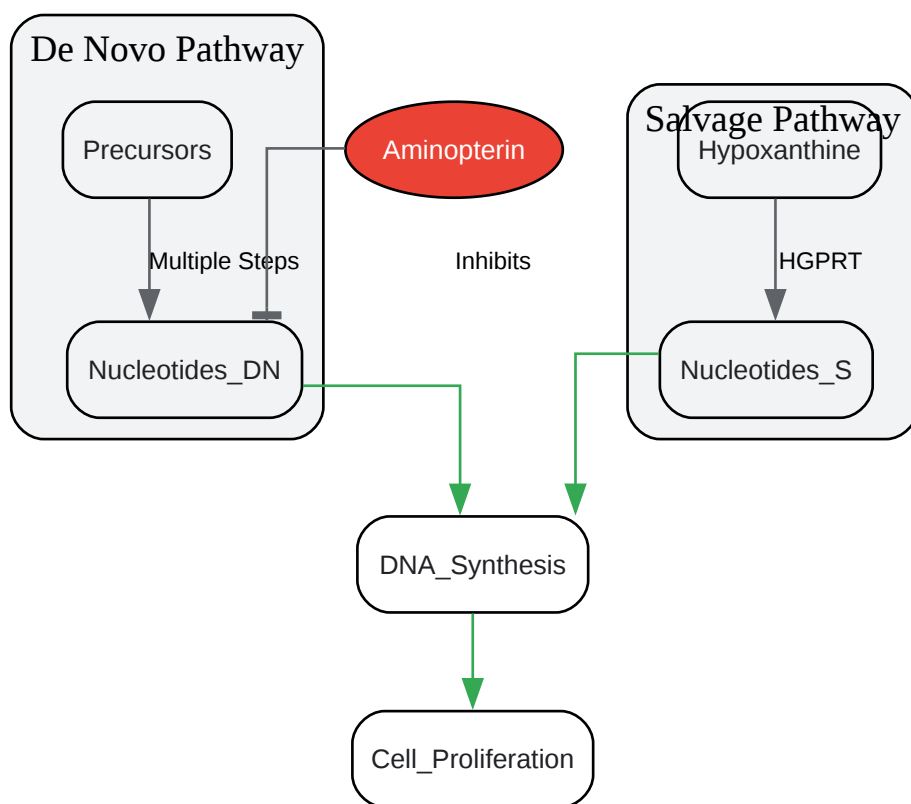 De Novo Pathway
Salvage Pathway
Precursors
Aminopterin
Hypoxanthine
Multiple Steps
Inhibits
HGPRT
Nucleotides_DN
Nucleotides_S
DNA_Synthesis
Cell_Proliferation